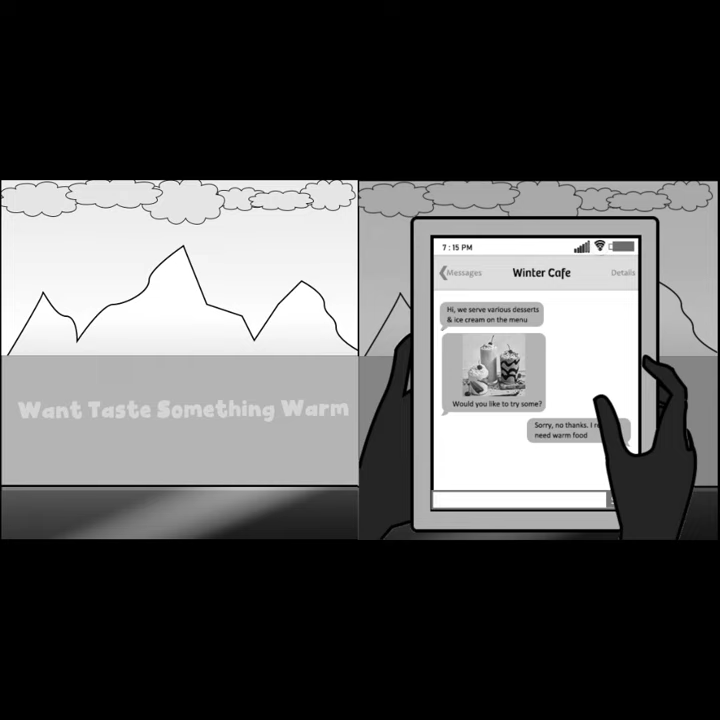 Want Taste Something Warm
7 : 15 PM
Messages
Winter Cafe
Details
Hi, we serve various desserts
& ice cream on the menu
Would you like to try some?
Sorry, no thanks. I
need warm food